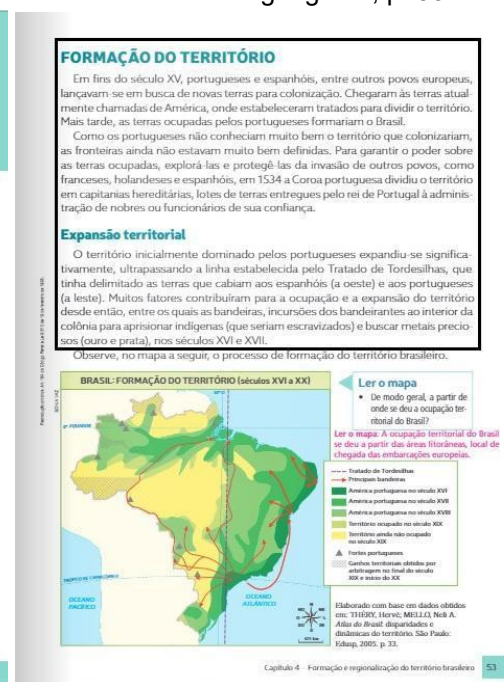 FORMAÇÃO DO TERRITÓRIO
Em fins do século XV, portugueses e espanhóis, entre outros povos europeus,
lançavam-se em busca de novas terras para colonização. Chegaram às terras atual-
mente chamadas de América, onde estabeleceram tratados para dividir o território.
Mais tarde, as terras ocupadas pelos portugueses formariam o Brasil.
Como os portugueses não conheciam muito bem o território que colonizariam,
as fronteiras ainda não estavam muito bem definidas. Para garantir o poder sobre
as terras ocupadas, explorá-las e protegê-las da invasão de outros povos, como
franceses, holandeses e espanhóis, em 1534 a Coroa portuguesa dividiu o território
em capitanias hereditárias, lotes de terras entregues pelo rei de Portugal à adminis-
tração de nobres ou funcionários de sua confiança.
Expansão territorial
O território inicialmente dominado pelos portugueses expandiu-se significa-
tivamente, ultrapassando a linha estabelecida pelo Tratado de Tordesilhas, que
tinha delimitado as terras que cabiam aos espanhóis (a oeste) e aos portugueses
(a leste). Muitos fatores contribuíram para a ocupação e a expansão do território
desde então, entre os quais as bandeiras, incursões dos bandeirantes ao interior da
colônia para aprisionar indígenas (que seriam escravizados) e buscar metais precio-
sos (ouro e prata), nos séculos XVI e XVII.
Observe, no mapa a seguir, o processo de formação do território brasileiro.
BRASIL: FORMAÇÃO DO TERRITÓRIO (séculos XVI a XX)
Ler o mapa
• De modo geral, a partir de
onde se deu a ocupação ter-
ritorial do Brasil?
Ler o mapa: A ocupação territorial do Brasil
se deu a partir das áreas litorâneas, local de
chegada das embarcações europeias.
Tratado de Tordesilhas
Principais bandeiras
América portuguesa no século XVI
América portuguesa no século XVII
América portuguesa no século XVIII
Território ocupado no século XIX
Território ainda não ocupado
no século XIX
Fortes portugueses
Ganhos territoriais obtidos por
arbitragem no final do século
XIX e início do XX
EQUADOR
TRÓPICO DE CAPRICÓRNIO
OCEANO
PACÍFICO
OCEANO
ATLÂNTICO
Elaborado com base em dados obtidos
em: THÉRY, Hervé; MELLO, Neli A.
Atlas do Brasil: disparidades e
dinâmicas do território. São Paulo:
Edusp, 2005. p. 33.
Capítulo 4 Formação e regionalização do território brasileiro 53